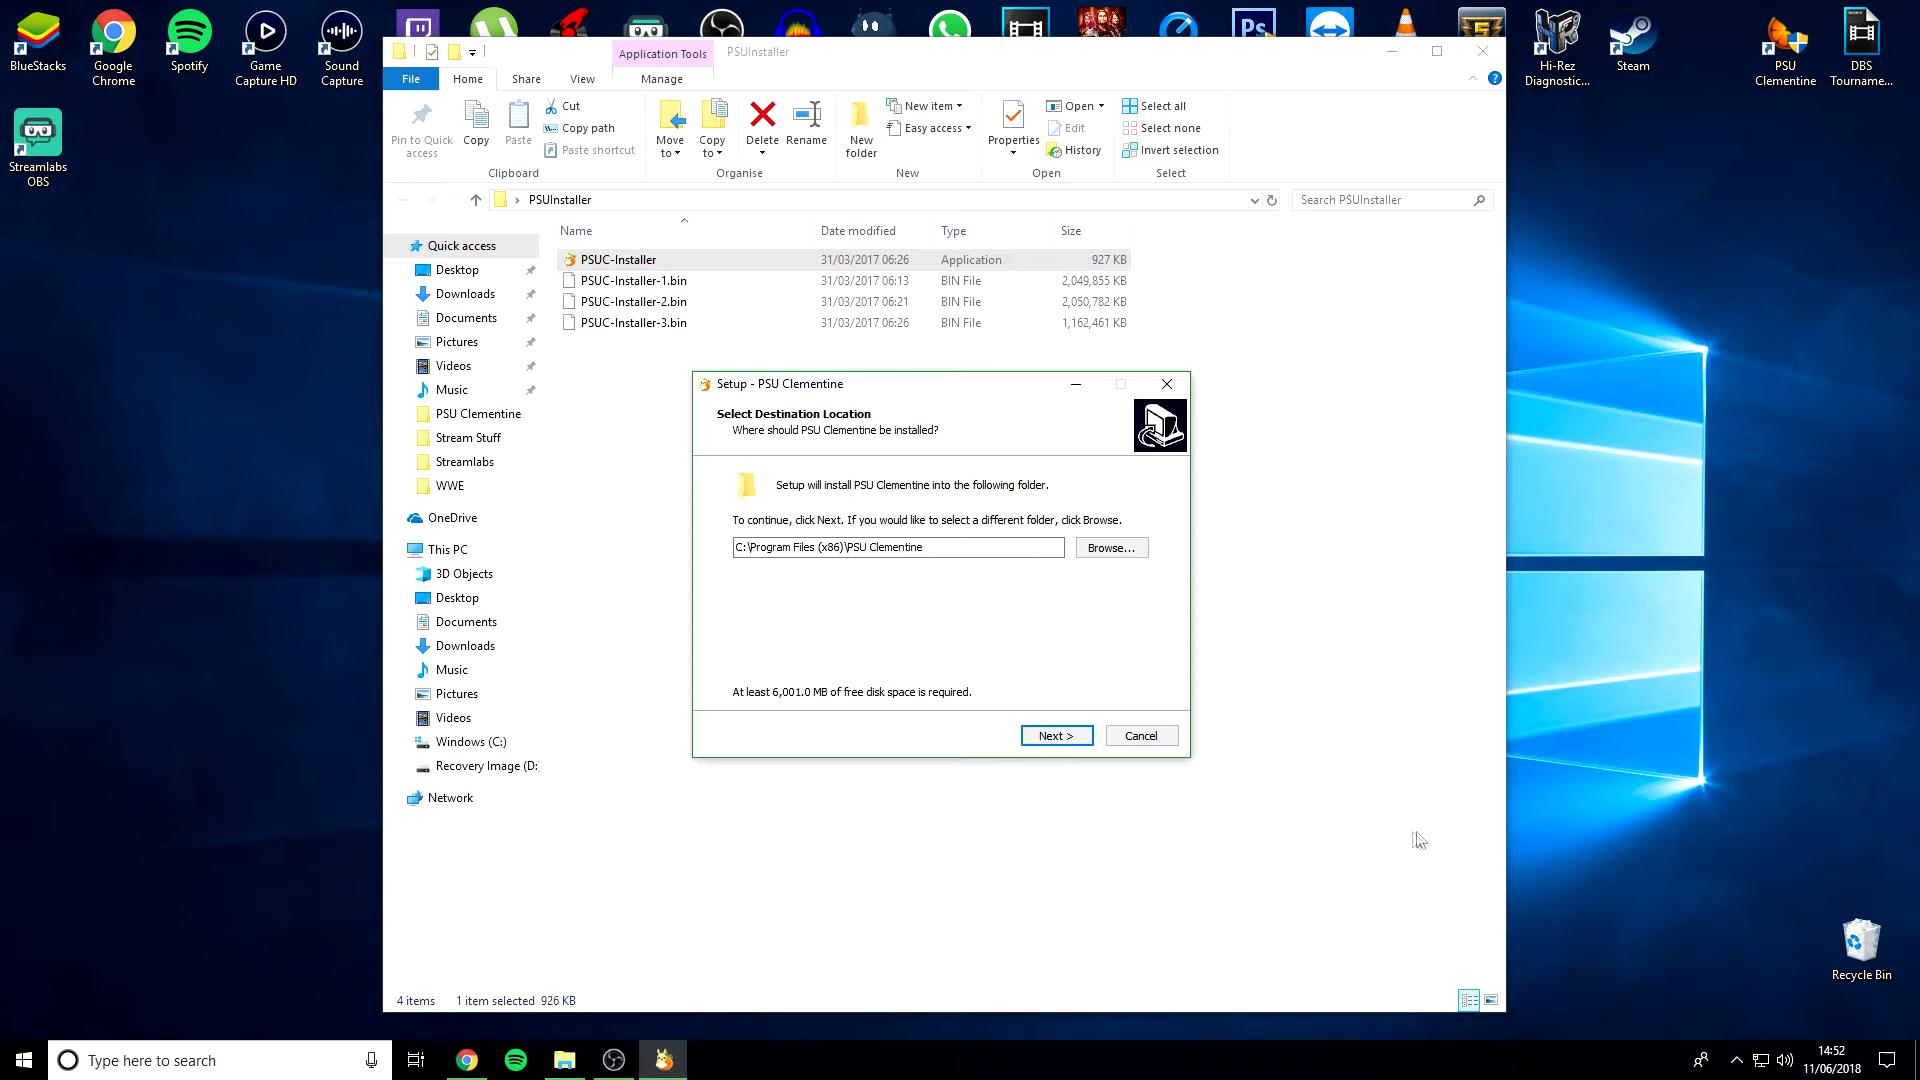 BlueStacks
Google
Chrome
Spotify
Game
Capture HD
Sound
Capture
Ps
Hi-Rez
Diagnostic...
Steam
PSU
Clementine
DBS
Tourname...
Streamlabs
OBS
Application Tools
PSUInstaller
File
Home
Share
View
Manage
Pin to Quick
access
Copy
Paste
Cut
Copy path
Paste shortcut
Clipboard
Move
to
Copy
to
Delete
Rename
Organise
New
folder
New item
Easy access
New
Properties
Open
Edit
History
Open
Select all
Select none
Invert selection
Select
PSUInstaller
Search PSUInstaller
Name
Date modified
Type
Size
PSUC-Installer 31/03/2017 06:26 Application 927 KB
PSUC-Installer-1.bin 31/03/2017 06:13 BIN File 2,049,855 KB
PSUC-Installer-2.bin 31/03/2017 06:21 BIN File 2,050,782 KB
PSUC-Installer-3.bin 31/03/2017 06:26 BIN File 1,162,461 KB
Quick access
Desktop
Downloads
Documents
Pictures
Videos
Music
PSU Clementine
Stream Stuff
Streamlabs
WWE
OneDrive
This PC
3D Objects
Desktop
Documents
Downloads
Music
Pictures
Videos
Windows (C:)
Recovery Image (D:
Network
Setup - PSU Clementine
Select Destination Location
Where should PSU Clementine be installed?
Setup will install PSU Clementine into the following folder.
To continue, click Next. If you would like to select a different folder, click Browse.
C:\Program Files (x86)\PSU Clementine
Browse...
At least 6,001.0 MB of free disk space is required.
Next >
Cancel
4 items
1 item selected 926 KB
Recycle Bin
Type here to search
14:52
11/06/2018